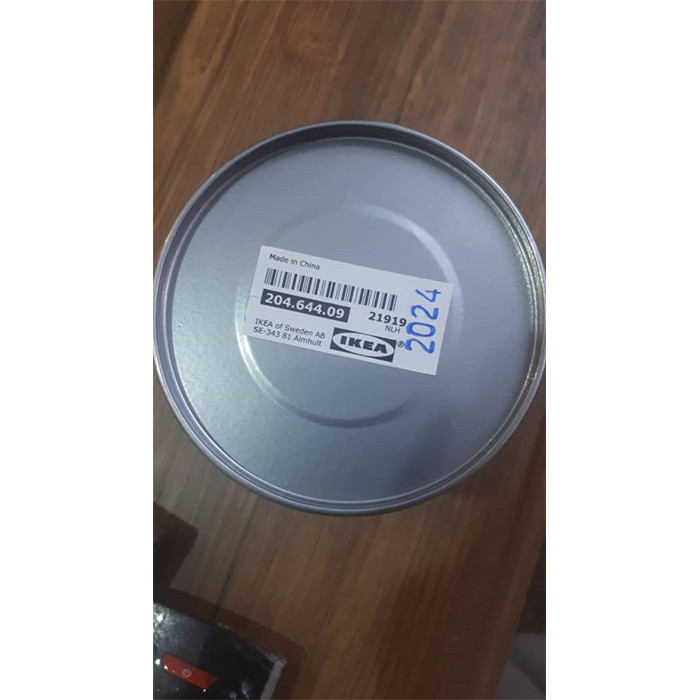 Made in China
204.644.09
21919
NLH
IKEA of Sweden AB
SE-343 81 Älmhult
IKEA®
2024